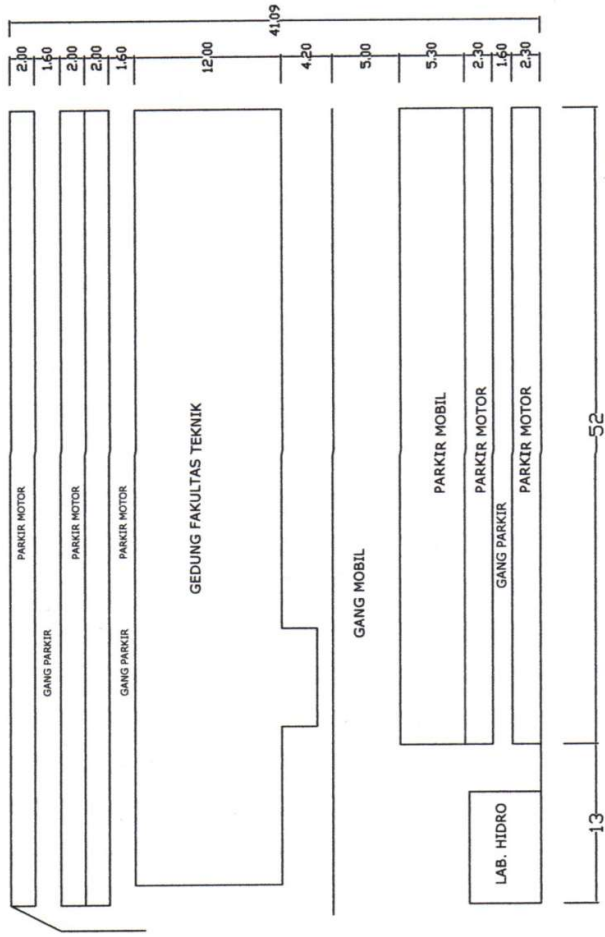 41.09
2.00
1.60
2.00
2.00
1.60
12.00
4.20
5.00
5.30
2.30
1.60
2.30
PARKIR MOTOR
GANG PARKIR
PARKIR MOTOR
PARKIR MOTOR
GANG PARKIR
GEDUNG FAKULTAS TEKNIK
GANG MOBIL
PARKIR MOBIL
PARKIR MOTOR
GANG PARKIR
PARKIR MOTOR
LAB. HIDRO
52
13